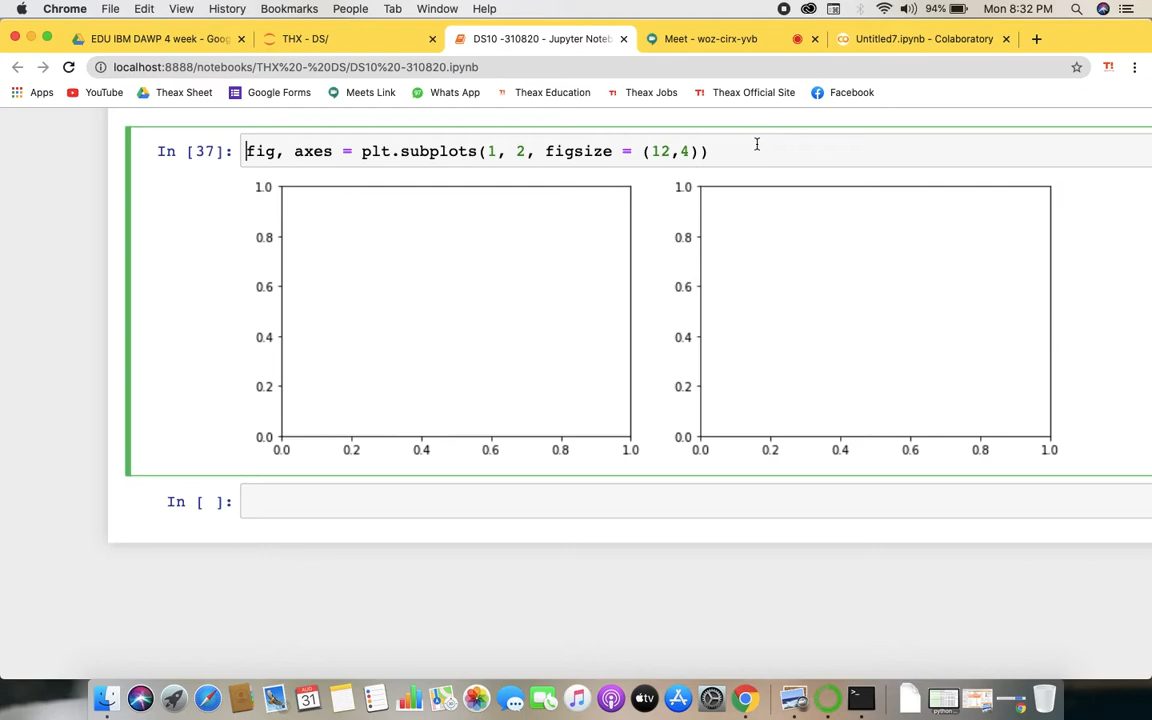 Chrome File Edit View History Bookmarks People Tab Window Help 94% Mon 8:32 PM
EDU IBM DAWP 4 week - Goog THX - DS/ DS10 -310820 - Jupyter Noteb Meet - woz-cirx-yvb Untitled7.ipynb - Colaboratory
localhost:8888/notebooks/THX%20-%20DS/DS10%20-310820.ipynb T!
Apps YouTube Theax Sheet Google Forms Meets Link Whats App T! Theax Education T! Theax Jobs T! Theax Official Site Facebook
In [37]: fig, axes = plt.subplots(1, 2, figsize = (12,4))
1.0 1.0
0.8 0.8
0.6 0.6
0.4 0.4
0.2 0.2
0.0 0.0
0.0 0.2 0.4 0.6 0.8 1.0 0.0 0.2 0.4 0.6 0.8 1.0
In [ ]:
AUG
31
tv
python